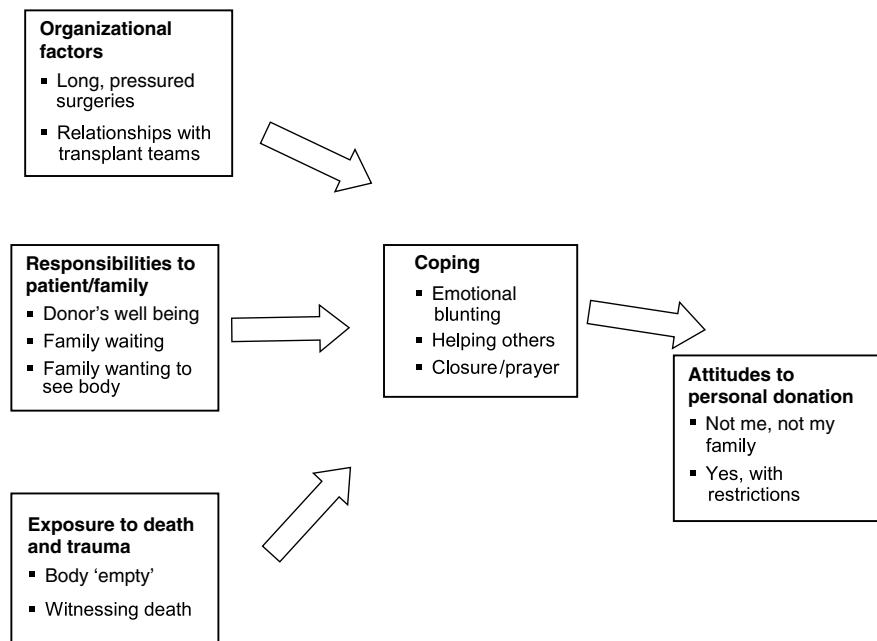 Organizational
factors
▪ Long, pressured
surgeries
▪ Relationships with
transplant teams
Responsibilities to
patient/family
▪ Donor's well being
▪ Family waiting
▪ Family wanting to
see body
Exposure to death
and trauma
▪ Body ‘empty’
▪ Witnessing death
Coping
▪ Emotional
blunting
▪ Helping others
▪ Closure/prayer
Attitudes to
personal donation
▪ Not me, not my
family
▪ Yes, with
restrictions